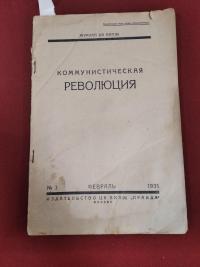 ЖУРНАЛ ЦК ВКП(б)
КОММУНИСТИЧЕСКАЯ
РЕВОЛЮЦИЯ
№ 3 ФЕВРАЛЬ 1931
ИЗДАТЕЛЬСТВО ЦК ВКП(б) „ПРАВДА"
МОСКВА